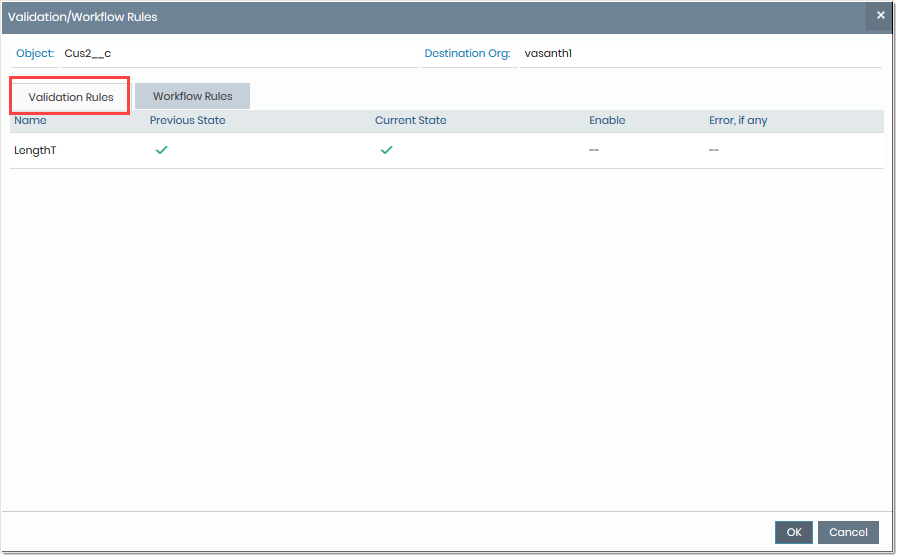 Validation/Workflow Rules ×
Object: Cus2__c Destination Org: vasanth1
Validation Rules Workflow Rules
Name Previous State Current State Enable Error, if any
LengthT -- --
OK Cancel